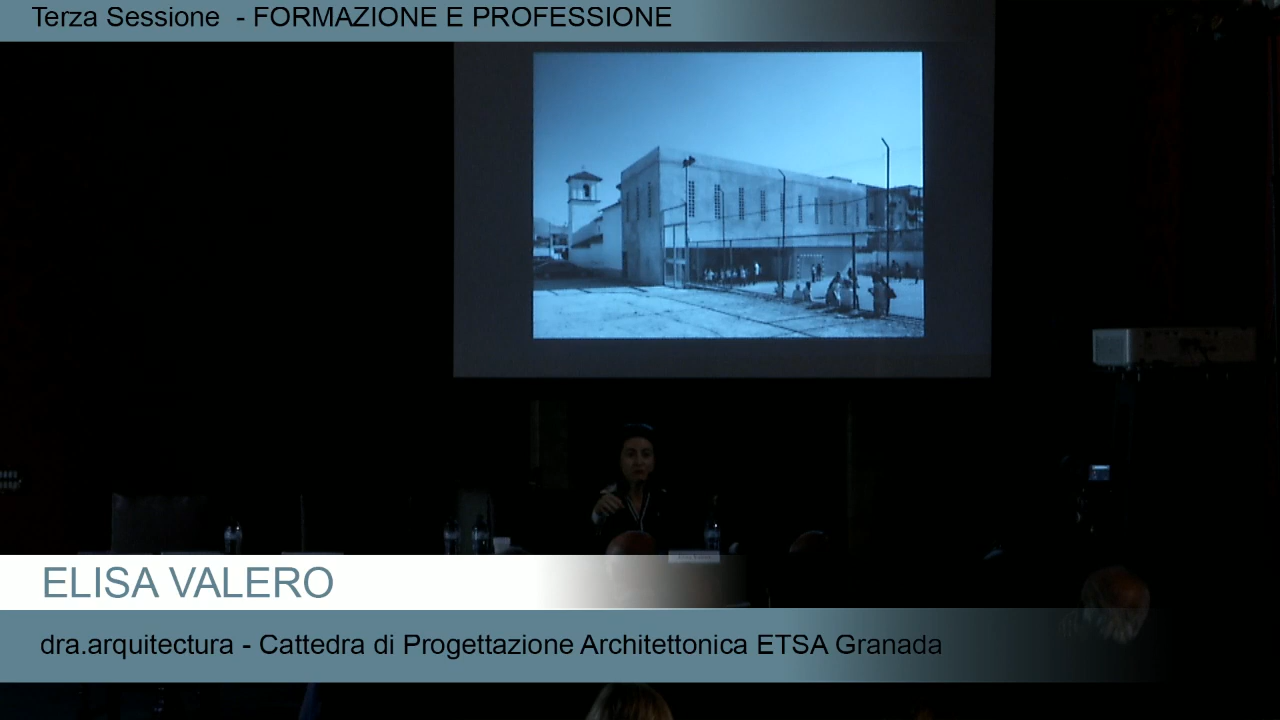 Terza Sessione - FORMAZIONE E PROFESSIONE
ELISA VALERO
dra.arquitectura - Cattedra di Progettazione Architettonica ETSA Granada